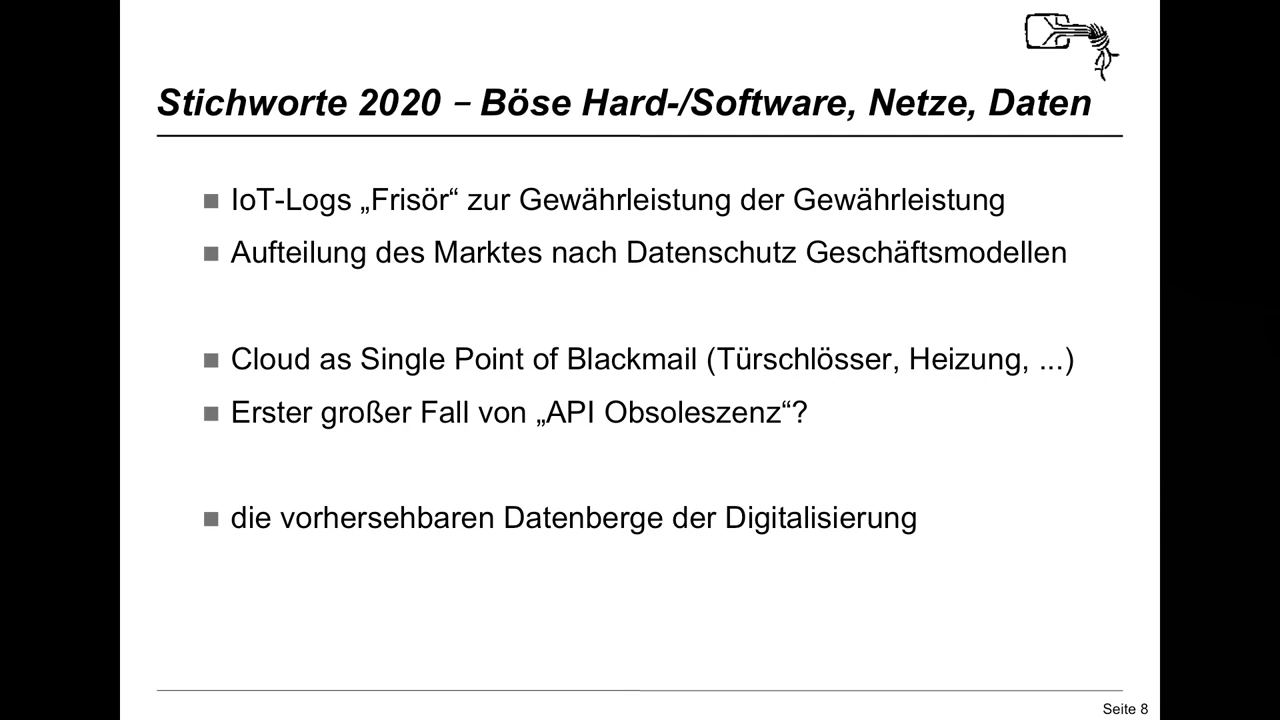 Stichworte 2020 – Böse Hard-/Software, Netze, Daten
IoT-Logs „Frisör“ zur Gewährleistung der Gewährleistung
Aufteilung des Marktes nach Datenschutz Geschäftsmodellen
Cloud as Single Point of Blackmail (Türschlösser, Heizung, ...)
Erster großer Fall von „API Obsoleszenz“?
die vorhersehbaren Datenberge der Digitalisierung
Seite 8